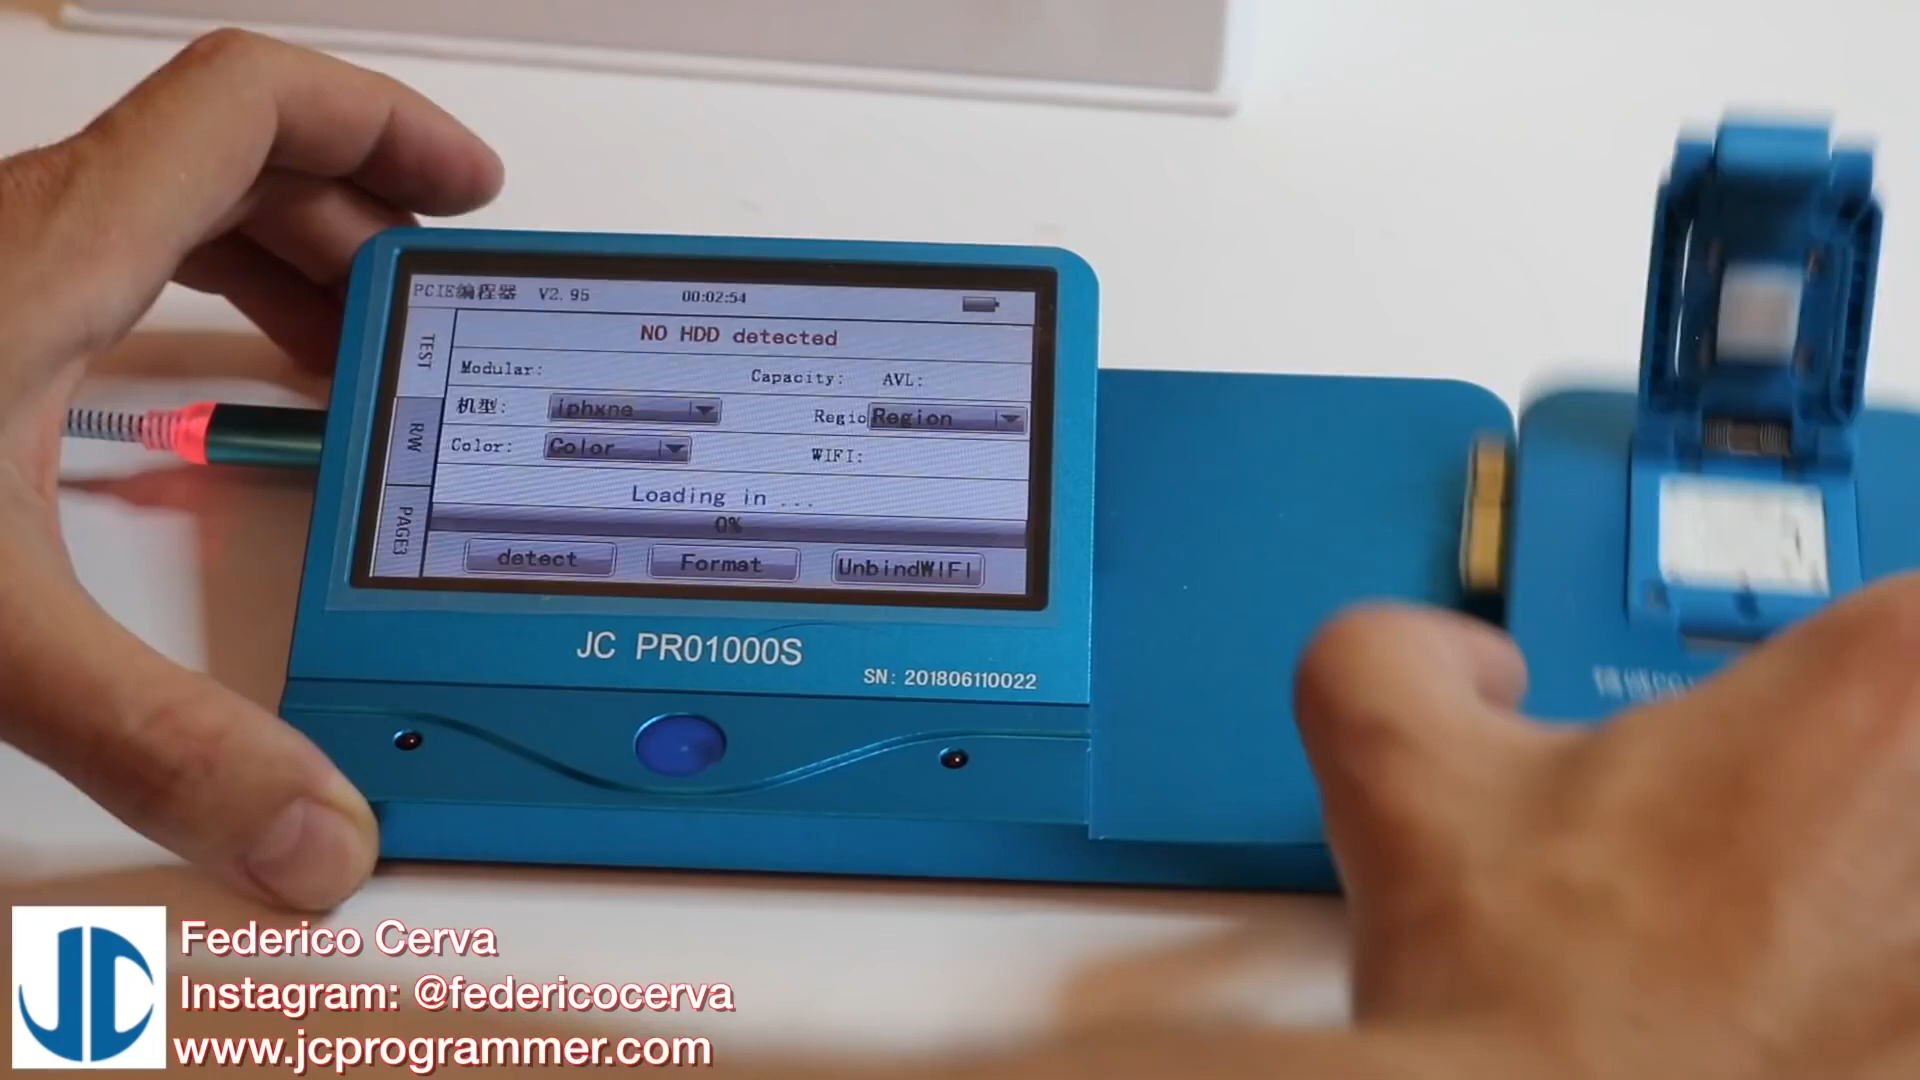 PCIE编程器 V2.95 00:02:54
NO HDD detected
TEST
Modular: Capacity: AVL:
机型: iphxne Regio Region
R/W
Color: Color WIFI:
Loading in ...
0%
PAGE3
detect Format UnbindWIFI
JC PRO1000S
SN: 201806110022
JC
Federico Cerva
Instagram: @federicocerva
www.jcprogrammer.com